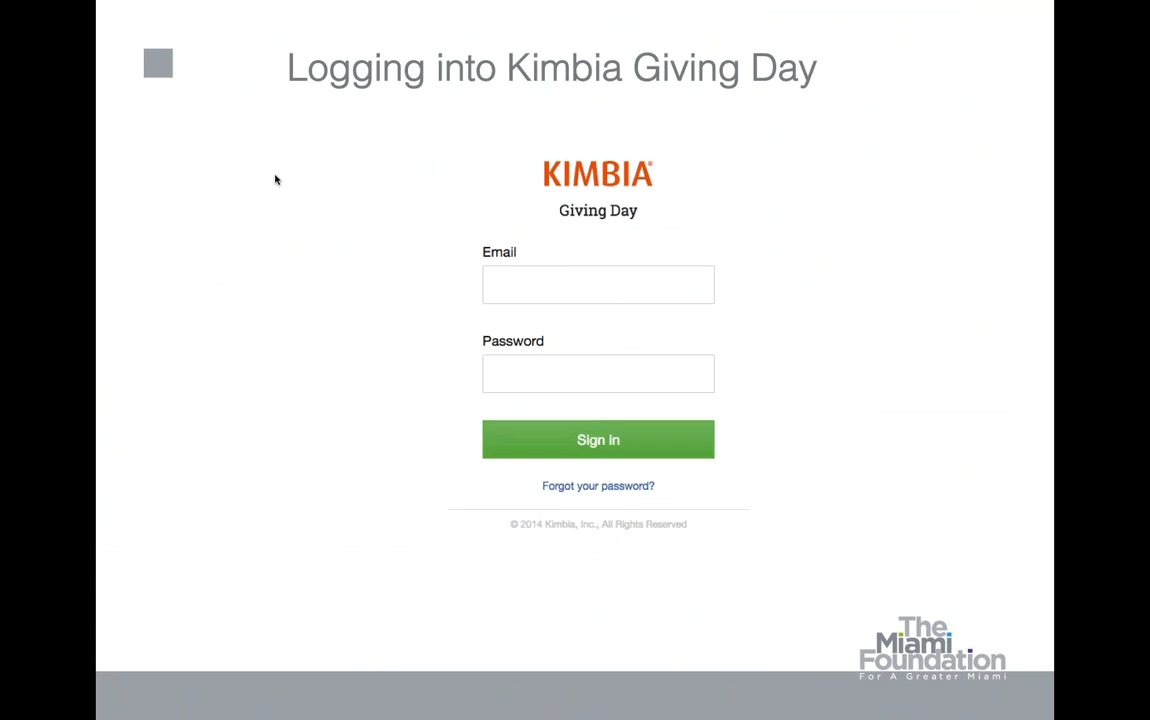 Logging into Kimbia Giving Day
KIMBIA®
Giving Day
Email
Password
Sign in
Forgot your password?
© 2014 Kimbia, Inc., All Rights Reserved
The
Miami
Foundation
For A Greater Miami